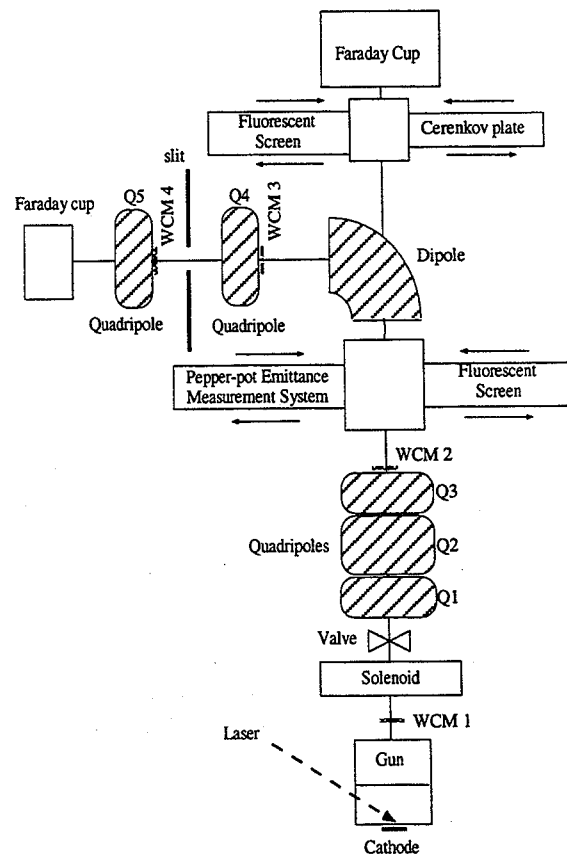 Faraday Cup
Fluorescent
Screen
Cerenkov plate
slit
Q5
WCM 4
Q4
WCM 3
Faraday cup
Dipole
Quadripole
Quadripole
Pepper-pot Emittance
Measurement System
Fluorescent
Screen
WCM 2
Q3
Quadripoles
Q2
Q1
Valve
Solenoid
WCM 1
Laser
Gun
Cathode